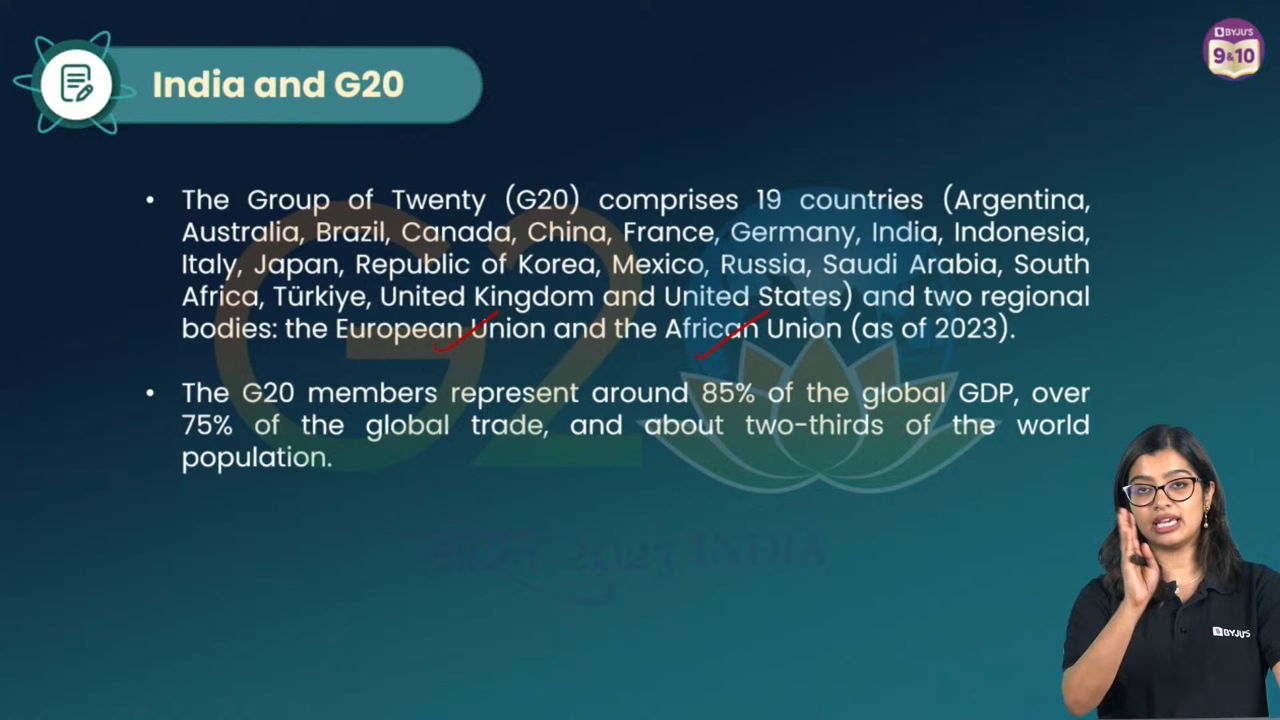 India and G20
BYJU'S
9&10
• The Group of Twenty (G20) comprises 19 countries (Argentina,
Australia, Brazil, Canada, China, France, Germany, India, Indonesia,
Italy, Japan, Republic of Korea, Mexico, Russia, Saudi Arabia, South
Africa, Türkiye, United Kingdom and United States) and two regional
bodies: the European Union and the African Union (as of 2023).
• The G20 members represent around 85% of the global GDP, over
75% of the global trade, and about two-thirds of the world
population.
G2
भारत २०२३ INDIA
BYJU'S